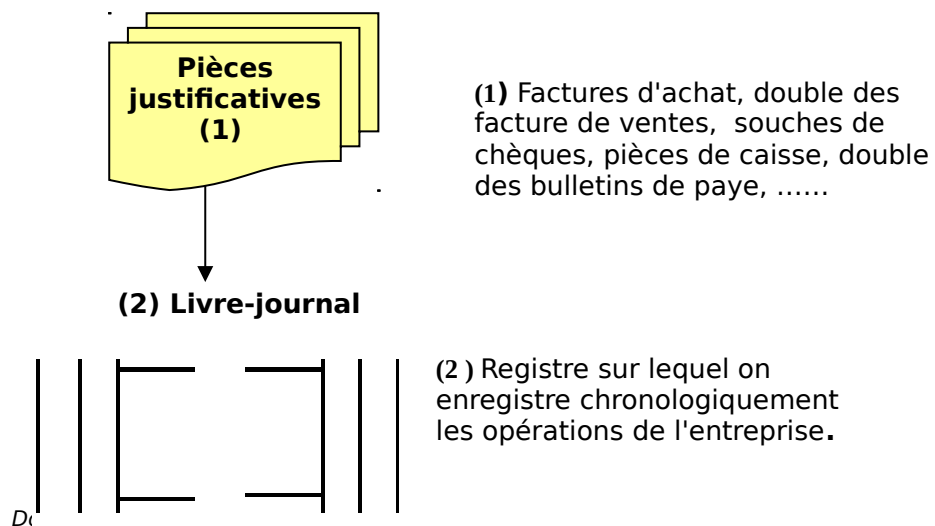 Pièces
justificatives
(1)
(1) Factures d'achat, double des
facture de ventes, souches de
chèques, pièces de caisse, double
des bulletins de paye, ......
(2) Livre-journal
(2 ) Registre sur lequel on
enregistre chronologiquement
les opérations de l'entreprise.